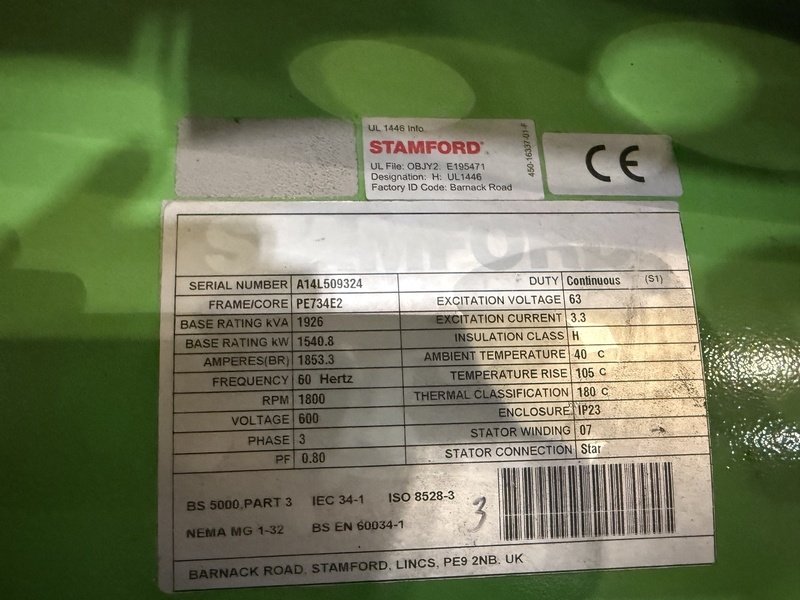 UL 1446 Info.
STAMFORD
UL File: OBJY2. E195471
Designation: H: UL1446
Factory ID Code: Barnack Road
450-16337-01-F
CE
STAMFORD
SERIAL NUMBER A14L509324
FRAME/CORE PE734E2
BASE RATING kVA 1926
BASE RATING kW 1540.8
AMPERES(BR) 1853.3
FREQUENCY 60 Hertz
RPM 1800
VOLTAGE 600
PHASE 3
PF 0.80
DUTY Continuous (S1)
EXCITATION VOLTAGE 63
EXCITATION CURRENT 3.3
INSULATION CLASS H
AMBIENT TEMPERATURE 40 C
TEMPERATURE RISE 105 C
THERMAL CLASSIFICATION 180 C
ENCLOSURE IP23
STATOR WINDING 07
STATOR CONNECTION Star
BS 5000,PART 3 IEC 34-1 ISO 8528-3
NEMA MG 1-32 BS EN 60034-1
3
BARNACK ROAD, STAMFORD, LINCS, PE9 2NB, UK